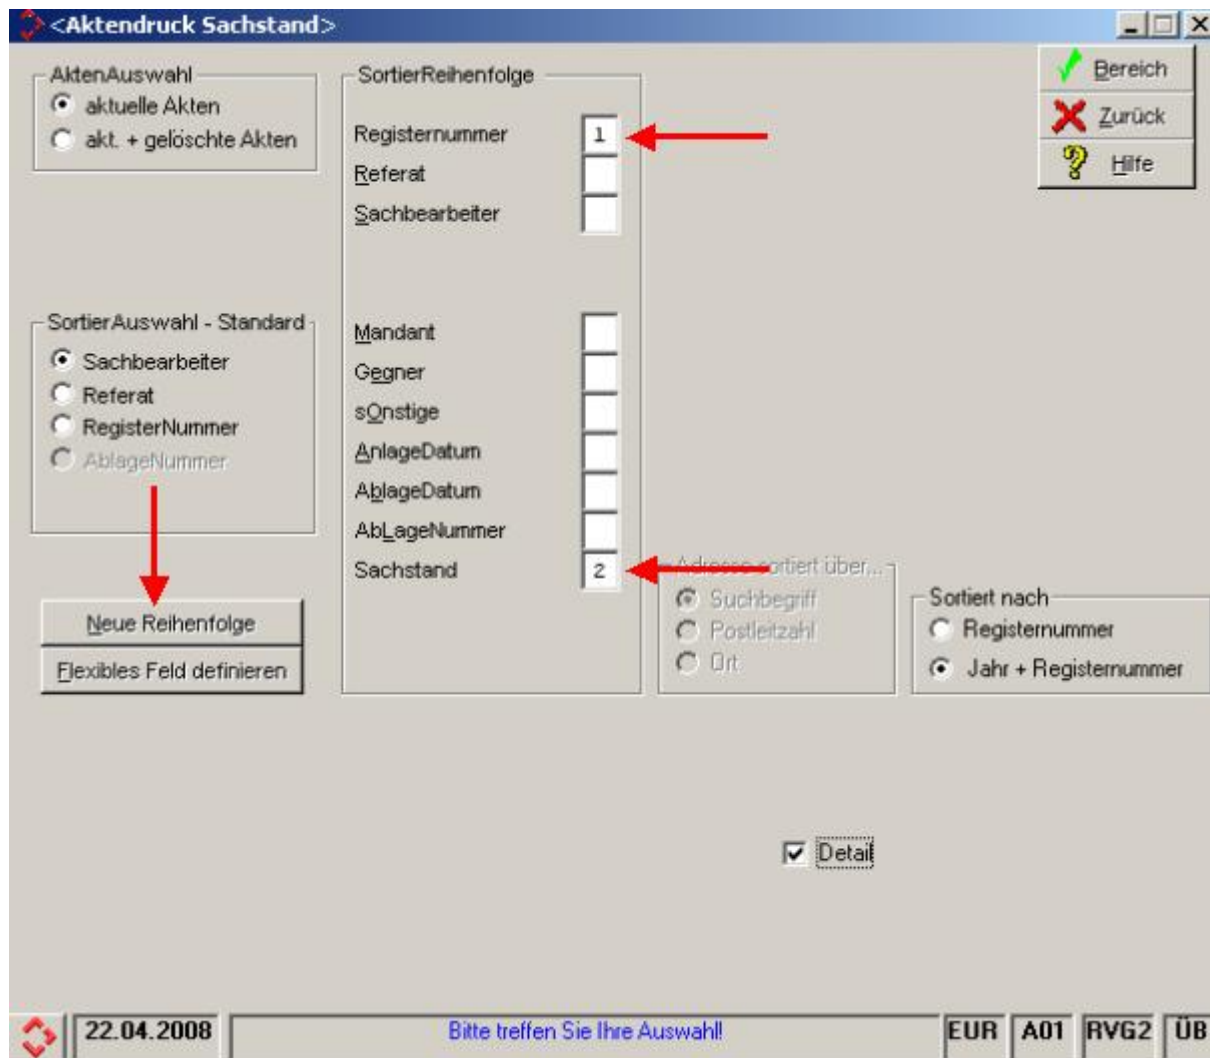 <Aktendruck Sachstand>
AktenAuswahl
aktuelle Akten
akt. + gelöschte Akten
SortierReihenfolge
Registernummer 1
Referat
Sachbearbeiter
Mandant
Gegner
sOnstige
AnlageDatum
AblageDatum
AbLageNummer
Sachstand 2
Bereich
Zurück
Hilfe
SortierAuswahl - Standard
Sachbearbeiter
Referat
RegisterNummer
AblageNummer
Neue Reihenfolge
Flexibles Feld definieren
Adresse sortiert über...
Suchbegriff
Postleitzahl
Ort
Sortiert nach
Registernummer
Jahr + Registernummer
Detail
22.04.2008 Bitte treffen Sie Ihre Auswahl! EUR A01 RVG2 ÜB